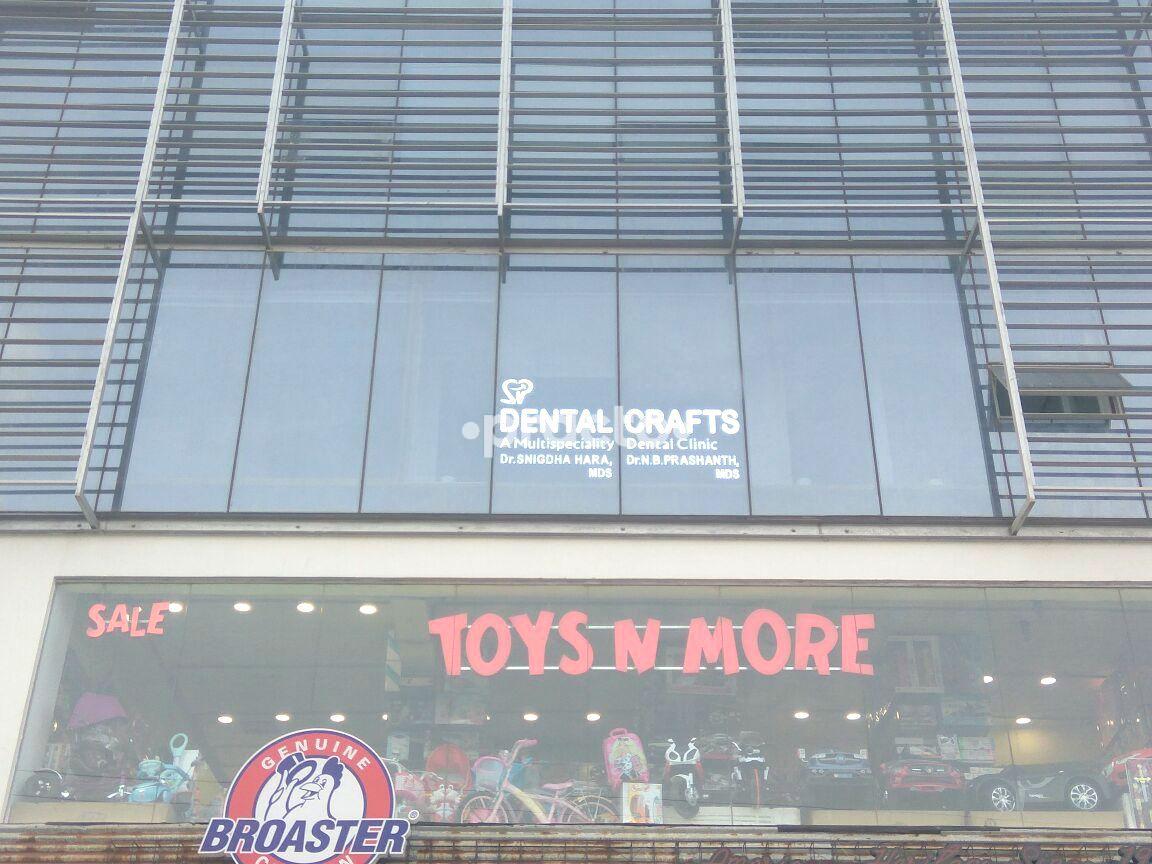 DENTAL CRAFTS
A Multispeciality Dental Clinic
Dr.SNIGDHA HARA, Dr.N.B.PRASHANTH,
MDS MDS
SALE
TOYS N MORE
GENUINE
BROASTER